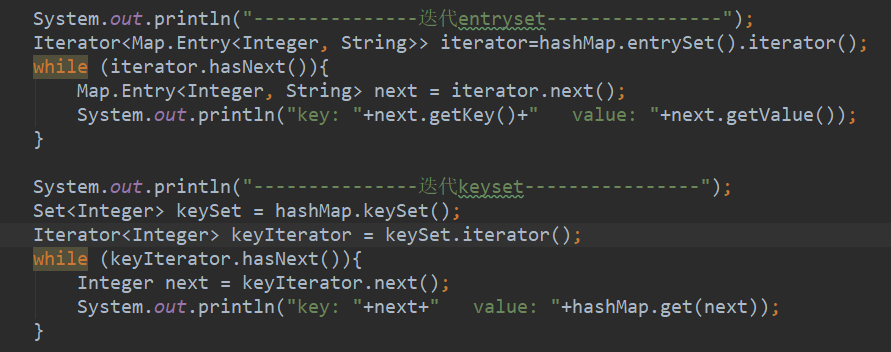 System.out.println("---------------迭代entryset----------------");
Iterator<Map.Entry<Integer, String>> iterator=hashMap.entrySet().iterator();
while (iterator.hasNext()){
    Map.Entry<Integer, String> next = iterator.next();
    System.out.println("key: "+next.getKey()+"   value: "+next.getValue());
}

System.out.println("---------------迭代keyset----------------");
Set<Integer> keySet = hashMap.keySet();
Iterator<Integer> keyIterator = keySet.iterator();
while (keyIterator.hasNext()){
    Integer next = keyIterator.next();
    System.out.println("key: "+next+"   value: "+hashMap.get(next));
}